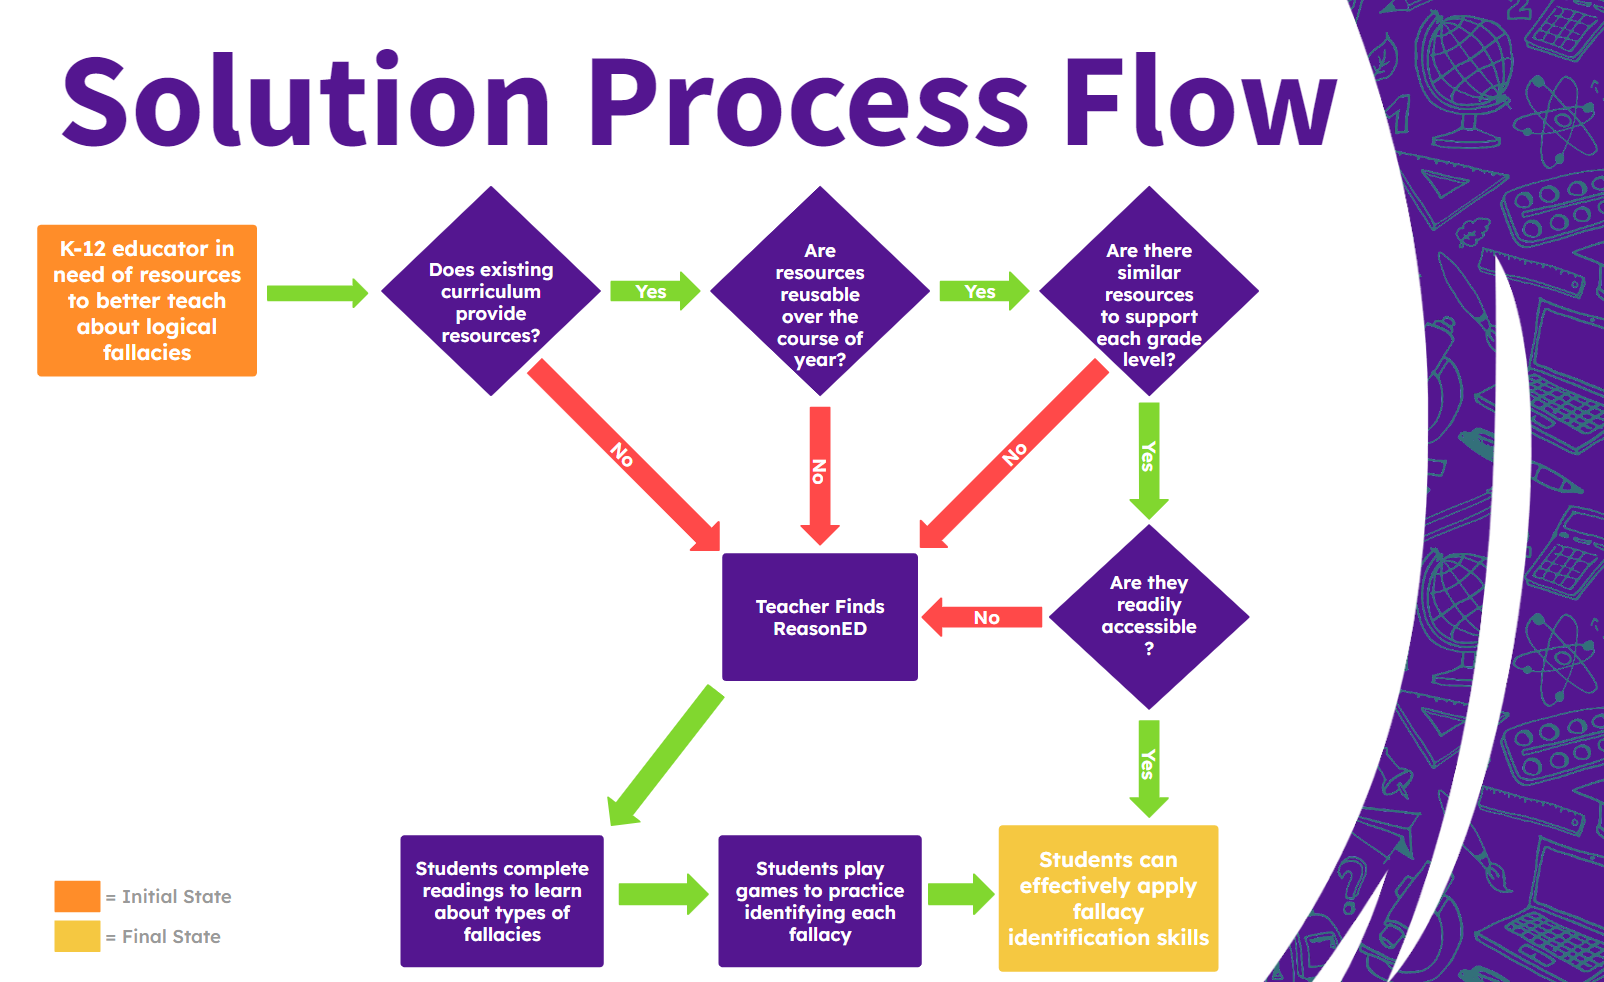 Solution Process Flow
K-12 educator in
need of resources
to better teach
about logical
fallacies
Does existing
curriculum
provide
resources?
Yes
Are
resources
reusable
over the
course of
year?
Yes
Are there
similar
resources
to support
each grade
level?
No
No
No
Yes
Teacher Finds
ReasonED
No
Are they
readily
accessible
?
Yes
Students complete
readings to learn
about types of
fallacies
Students play
games to practice
identifying each
fallacy
Students can
effectively apply
fallacy
identification skills
= Initial State
= Final State